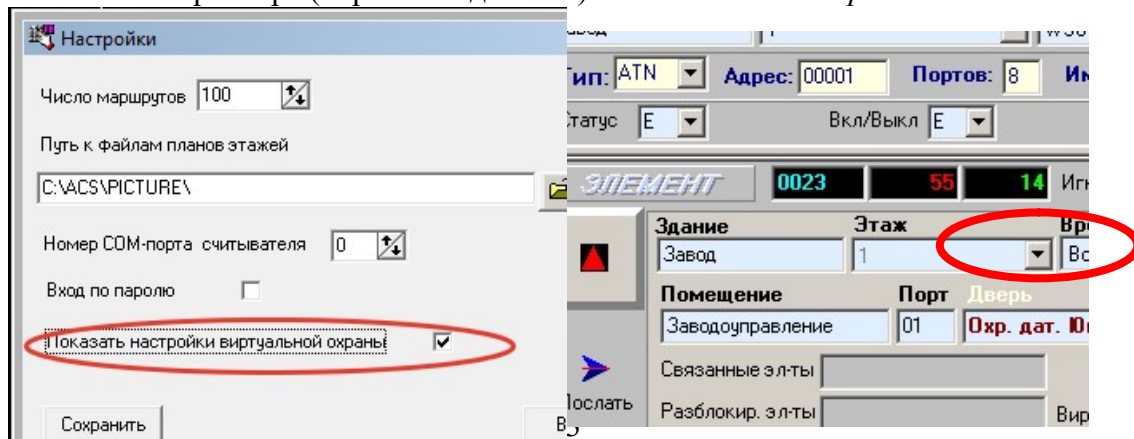 Настройки
Число маршрутов 100
Путь к файлам планов этажей
C:\ACS\PICTURE\
Номер COM-порта считывателя 0
Вход по паролю
Показать настройки виртуальной охраны
Сохранить
Тип: ATN Адрес: 00001 Портов: 8
Статус E Вкл/Выкл E
ЭЛЕМЕНТ 0023 55 14
Здание Этаж
Завод 1
Помещение Порт Дверь
Заводоуправление 01 Охр. дат.
Связанные эл-ты
Послать Разблокир. эл-ты